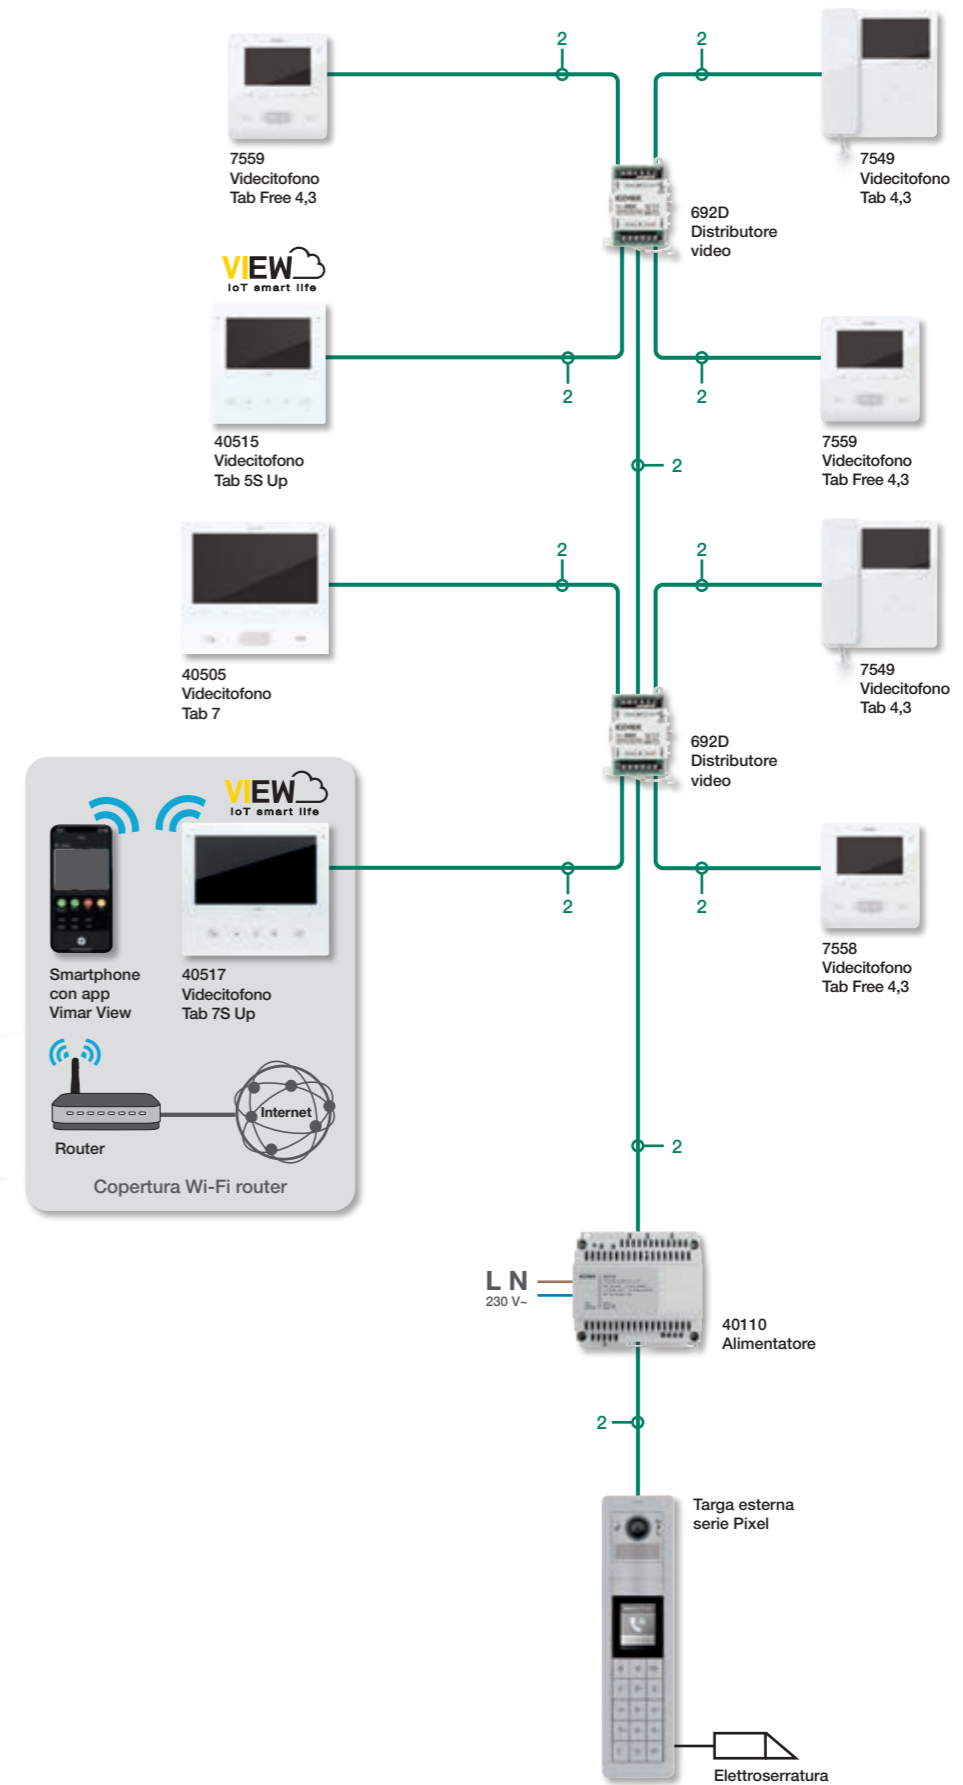 2
2
7559
Videcitofono
Tab Free 4,3
7549
Videcitofono
Tab 4,3
692D
Distributore
video
VIEW
IoT smart life
2
2
40515
Videcitofono
Tab 5S Up
7559
Videcitofono
Tab Free 4,3
2
2
2
40505
Videcitofono
Tab 7
7549
Videcitofono
Tab 4,3
692D
Distributore
video
VIEW
IoT smart life
2
2
Smartphone
con app
Vimar View
40517
Videcitofono
Tab 7S Up
7558
Videcitofono
Tab Free 4,3
Internet
Router
2
Copertura Wi-Fi router
L N
230 V~
40110
Alimentatore
2
Targa esterna
serie Pixel
Elettroserratura